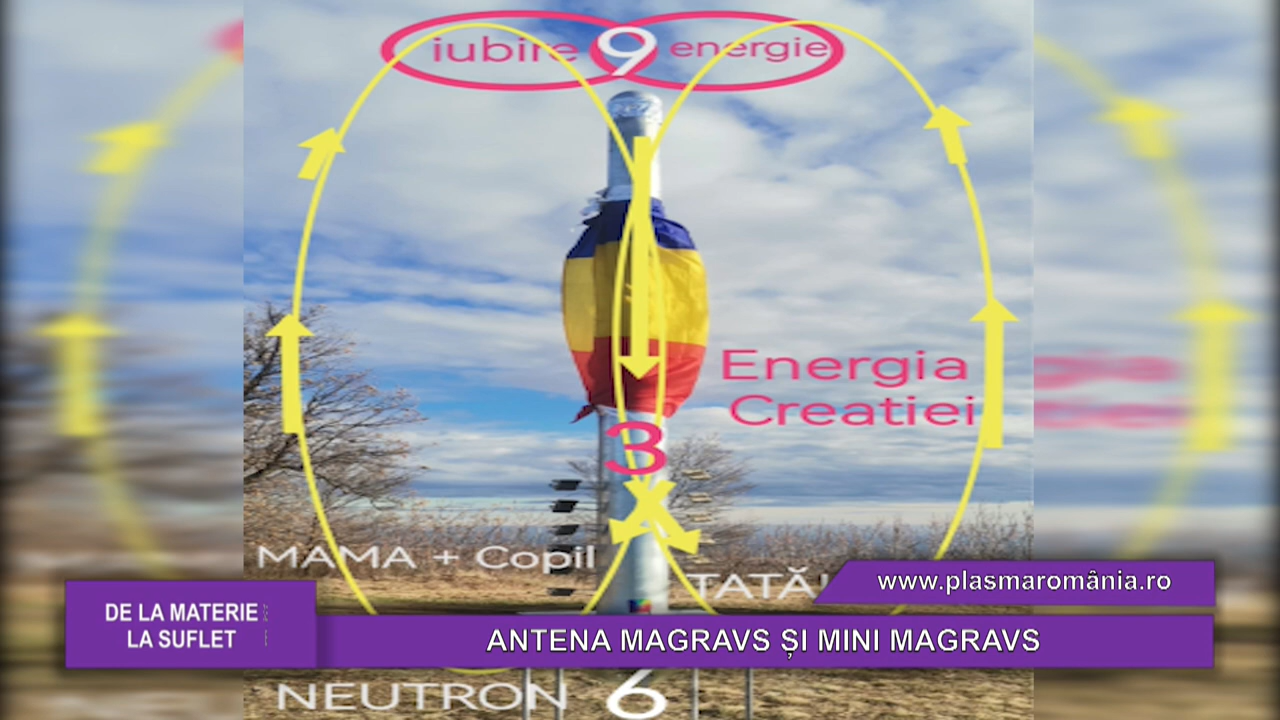 iubire 9 energie
Energia
Creatiei
3
MAMA + Copil
TATĂ
www.plasmaromânia.ro
DE LA MATERIE
LA SUFLET
ANTENA MAGRAVS ȘI MINI MAGRAVS
NEUTRON 6